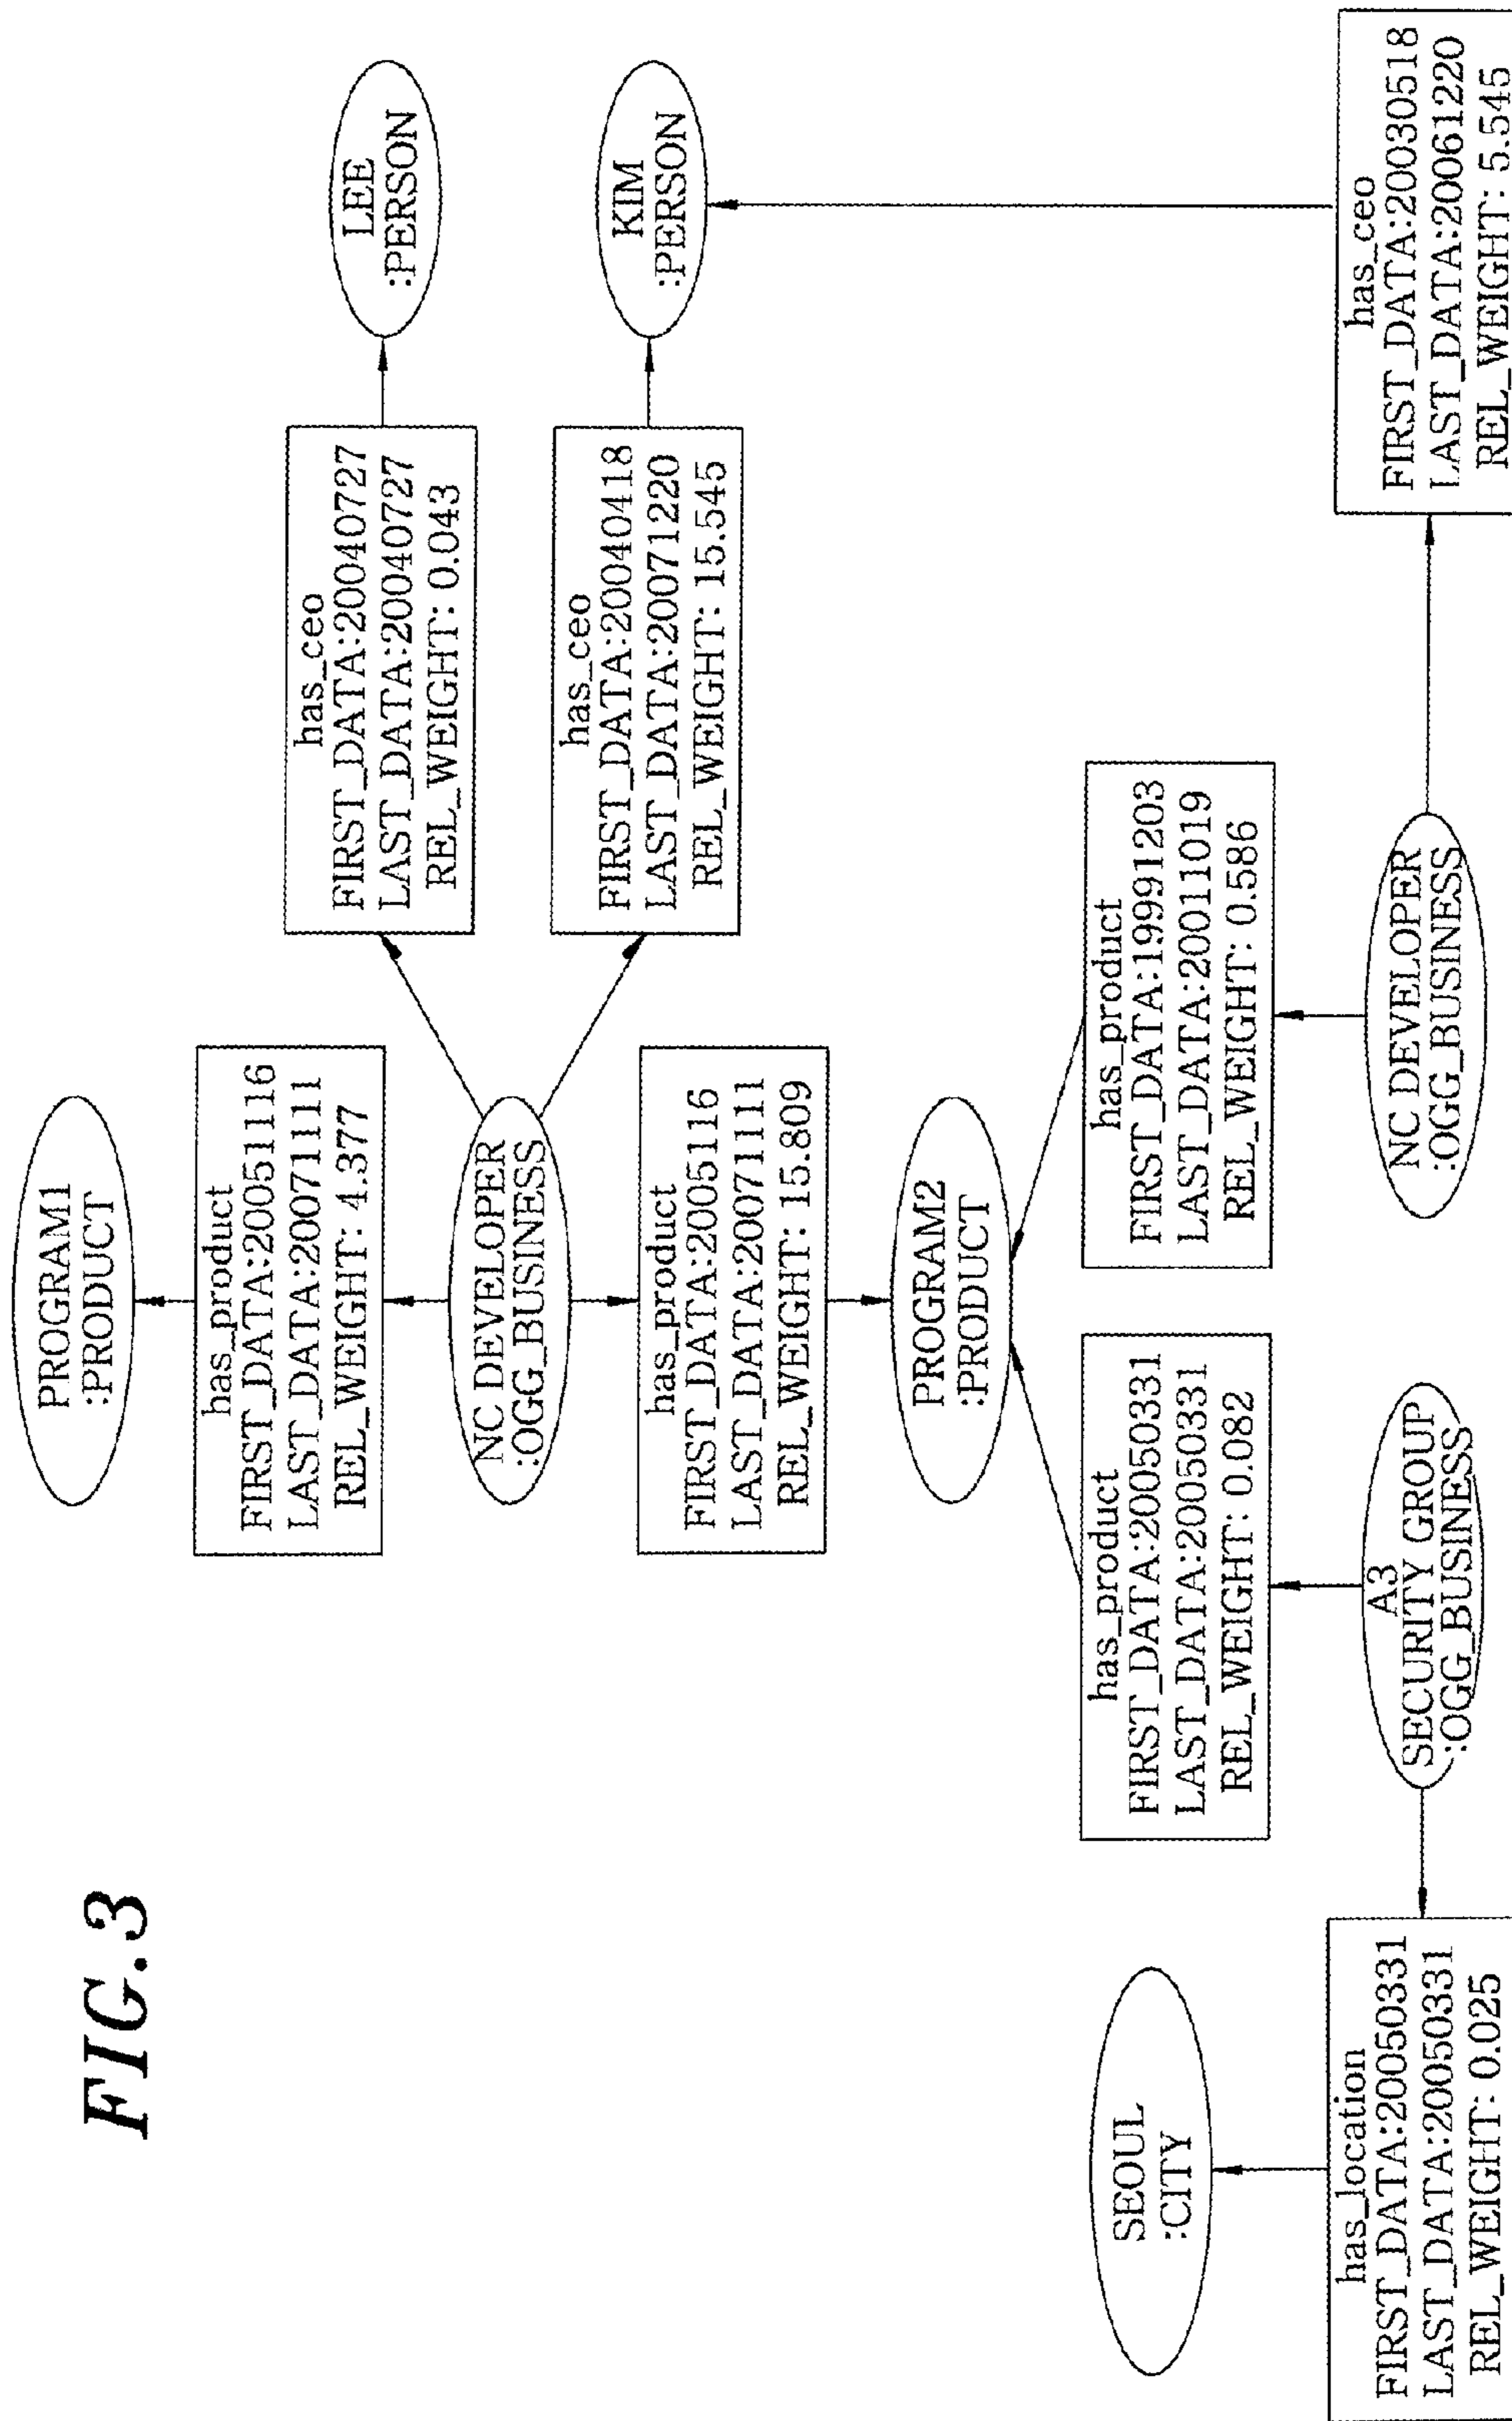 FIG.3
PROGRAM1
:PRODUCT
has_product
FIRST_DATA:20051116
LAST_DATA:20071111
REL_WEIGHT: 4.377
LEE
:PERSON
has_ceo
FIRST_DATA:20040727
LAST_DATA:20040727
REL_WEIGHT: 0.043
NC DEVELOPER
:OGG_BUSINESS
has_ceo
FIRST_DATA:20040418
LAST_DATA:20071220
REL_WEIGHT: 15.545
KIM
:PERSON
has_product
FIRST_DATA:2005116
LAST_DATA:20071111
REL_WEIGHT: 15.809
PROGRAM2
:PRODUCT
SEOUL
:CITY
has_product
FIRST_DATA:20050331
LAST_DATA:20050331
REL_WEIGHT: 0.082
has_product
FIRST_DATA:19991203
LAST_DATA:20011019
REL_WEIGHT: 0.586
has_location
FIRST_DATA:20050331
LAST_DATA:20050331
REL_WEIGHT: 0.025
A3
SECURITY GROUP
:OGG_BUSINESS
NC DEVELOPER
:OGG_BUSINESS
has_ceo
FIRST_DATA:20030518
LAST_DATA:20061220
REL_WEIGHT: 5.545